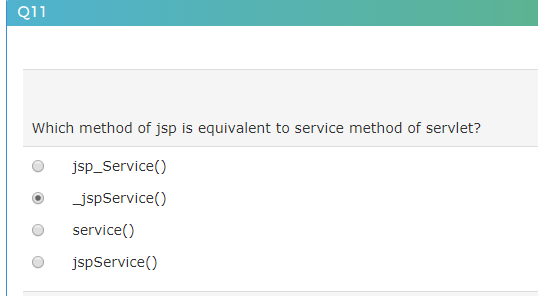 Q11
Which method of jsp is equivalent to service method of servlet?
jsp_Service()
_jspService()
service()
jspService()